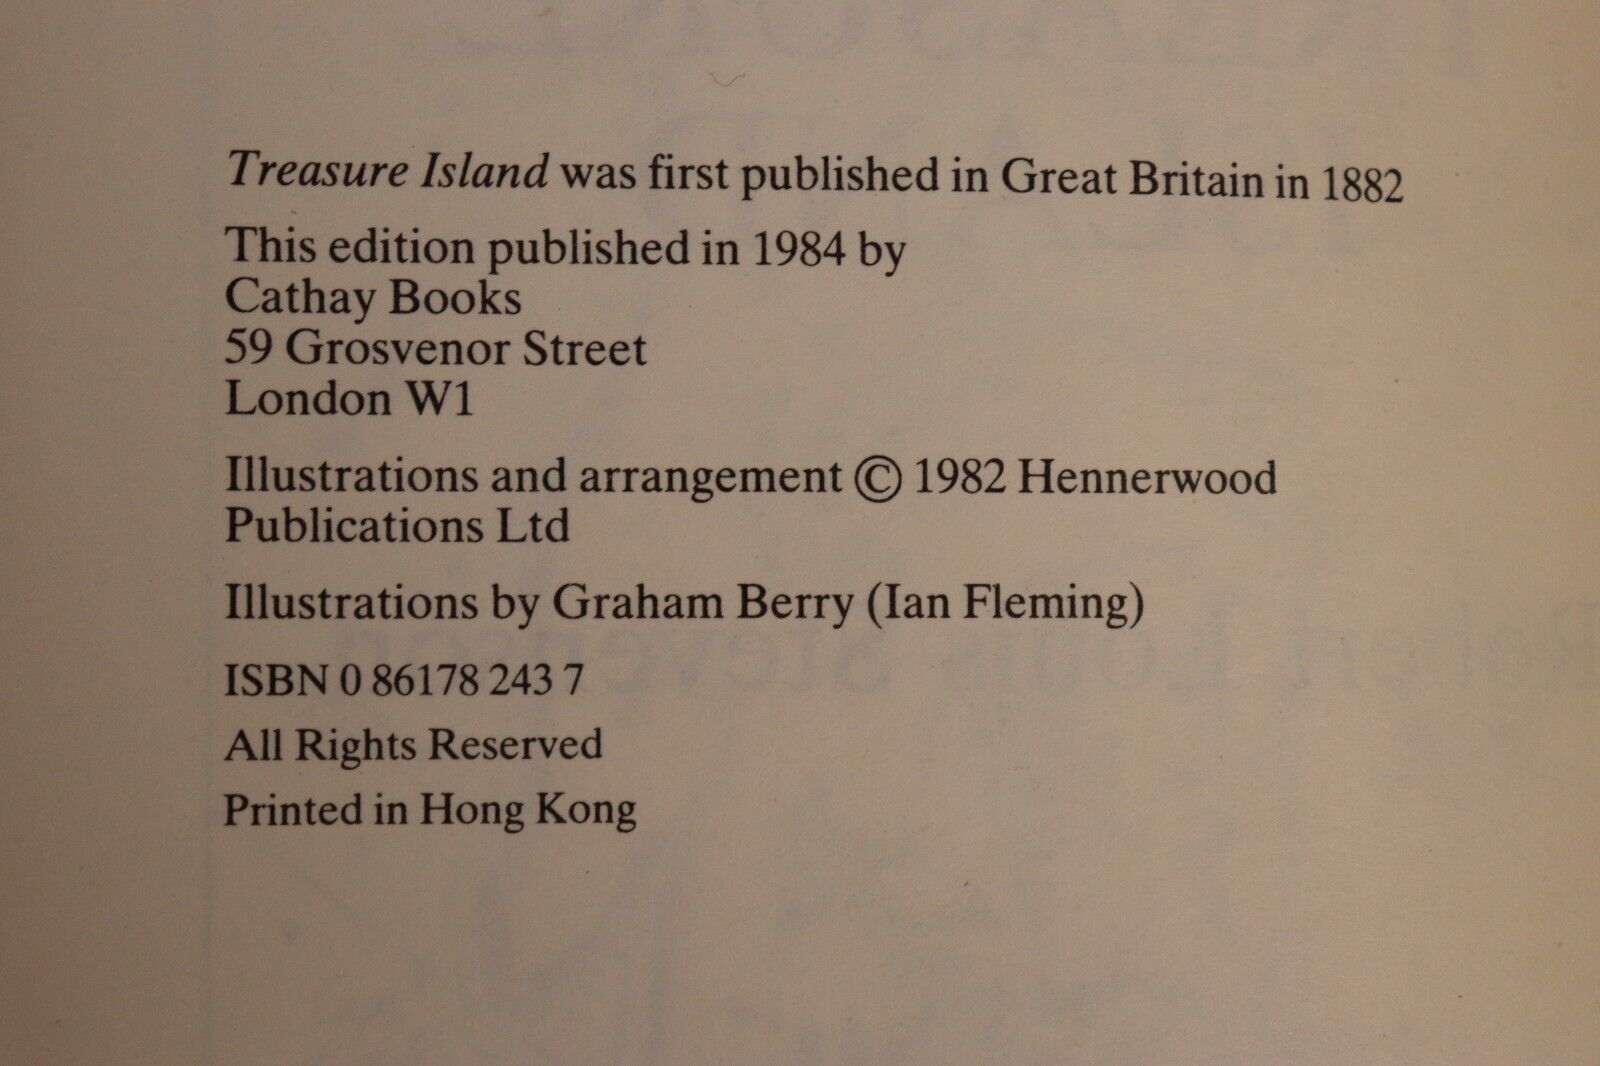 Treasure Island was first published in Great Britain in 1882
This edition published in 1984 by
Cathay Books
59 Grosvenor Street
London W1
Illustrations and arrangement © 1982 Hennerwood
Publications Ltd
Illustrations by Graham Berry (Ian Fleming)
ISBN 0 86178 243 7
All Rights Reserved
Printed in Hong Kong